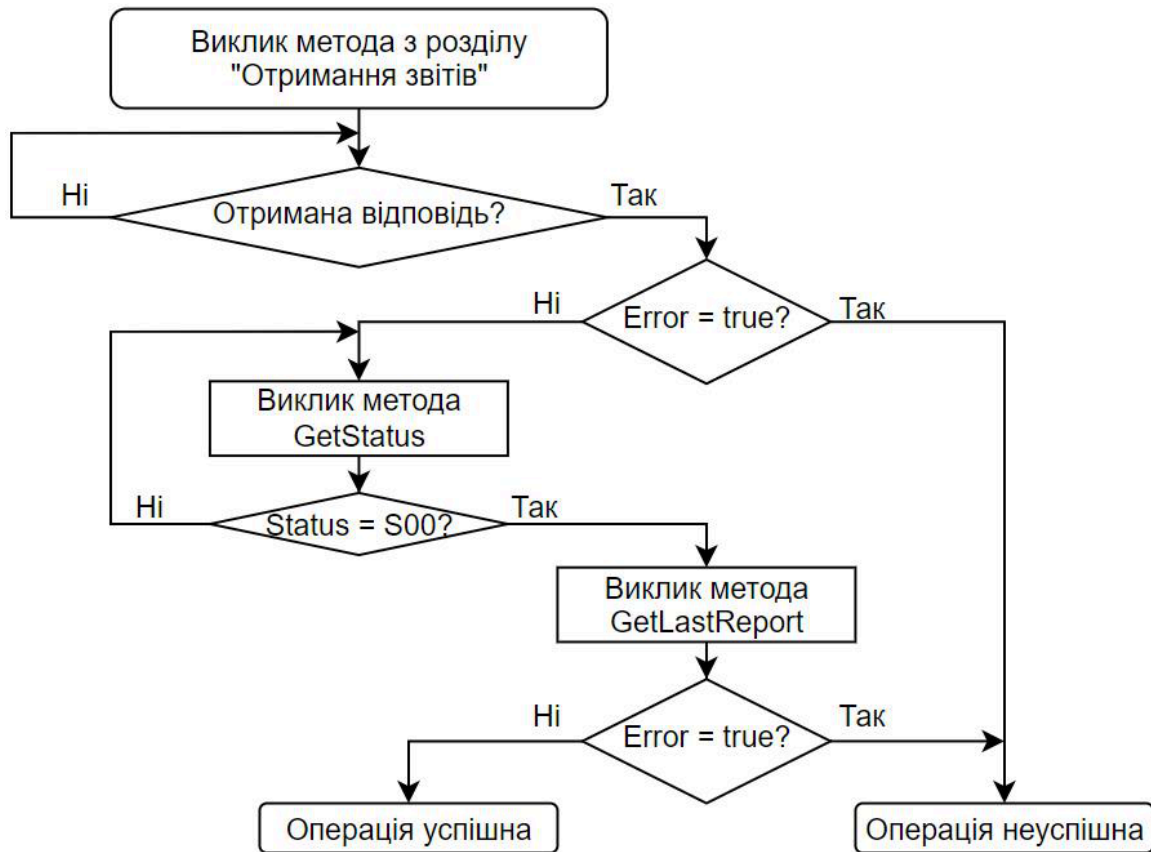 Виклик метода з розділу
"Отримання звітів"
Ні
Отримана відповідь?
Так
Ні
Error = true?
Так
Виклик метода
GetStatus
Ні
Status = S00?
Так
Виклик метода
GetLastReport
Ні
Error = true?
Так
Операція успішна
Операція неуспішна